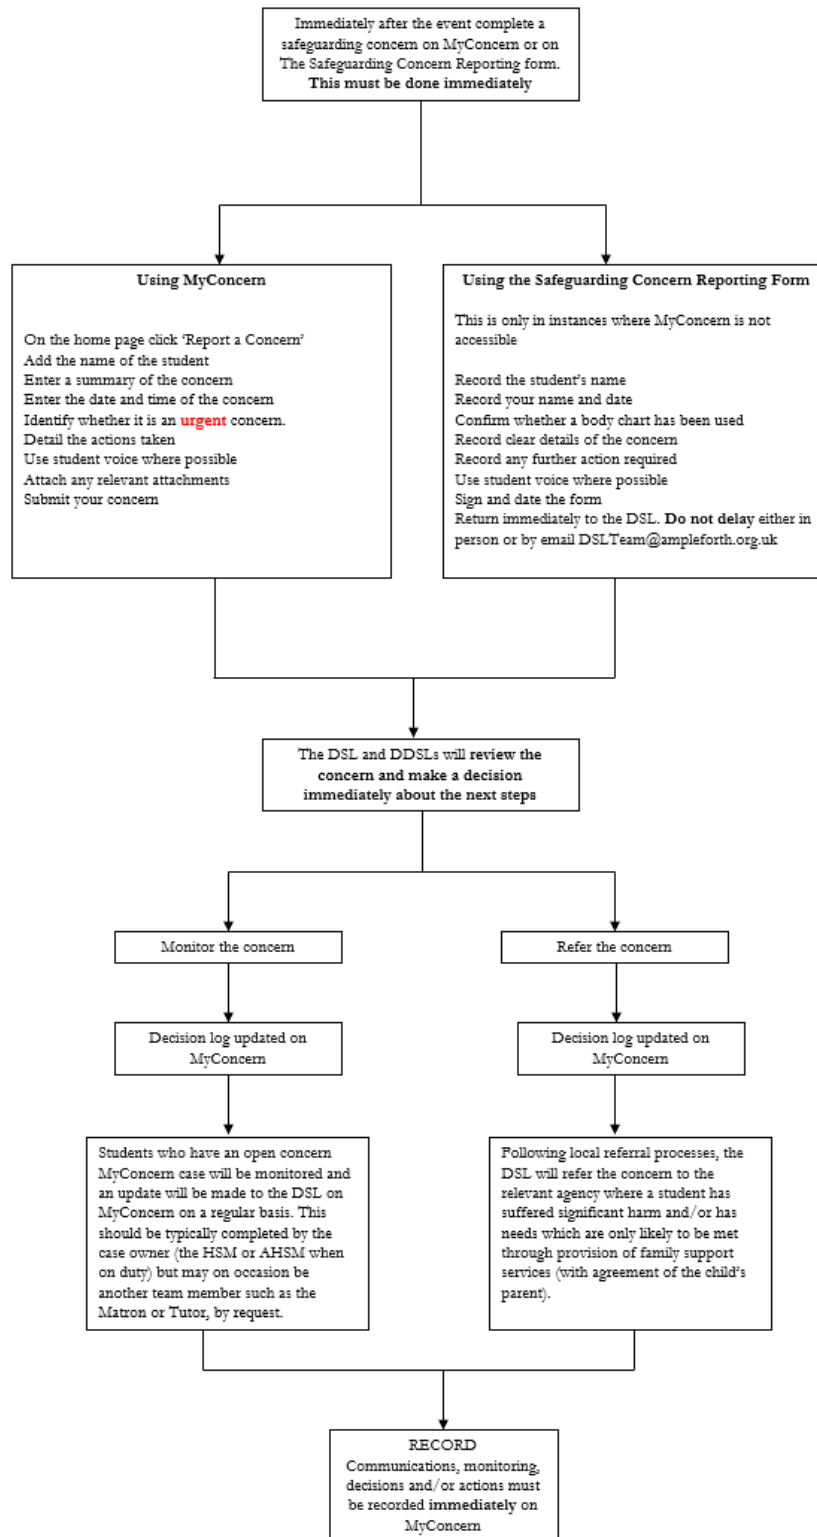 Immediately after the event complete a
safeguarding concern on MyConcern or on
The Safeguarding Concern Reporting form.
This must be done immediately
Using MyConcern
On the home page click ‘Report a Concern’
Add the name of the student
Enter a summary of the concern
Enter the date and time of the concern
Identify whether it is an urgent concern.
Detail the actions taken
Use student voice where possible
Attach any relevant attachments
Submit your concern
Using the Safeguarding Concern Reporting Form
This is only in instances where MyConcern is not
accessible
Record the student’s name
Record your name and date
Confirm whether a body chart has been used
Record clear details of the concern
Record any further action required
Use student voice where possible
Sign and date the form
Return immediately to the DSL. Do not delay either in
person or by email DSLTeam@ampleforth.org.uk
The DSL and DDSLs will review the
concern and make a decision
immediately about the next steps
Monitor the concern
Refer the concern
Decision log updated on
MyConcern
Decision log updated on
MyConcern
Students who have an open concern
MyConcern case will be monitored and
an update will be made to the DSL on
MyConcern on a regular basis. This
should be typically completed by the
case owner (the HSM or AHSM when
on duty) but may on occasion be
another team member such as the
Matron or Tutor, by request.
Following local referral processes, the
DSL will refer the concern to the
relevant agency where a student has
suffered significant harm and/or has
needs which are only likely to be met
through provision of family support
services (with agreement of the child’s
parent).
RECORD
Communications, monitoring,
decisions and/or actions must
be recorded immediately on
MyConcern